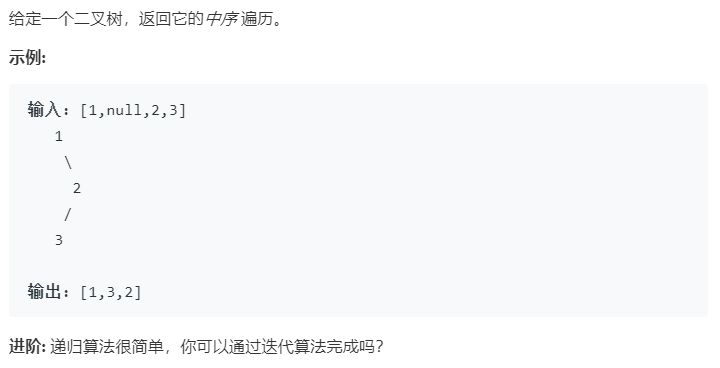 给定一个二叉树，返回它的中序 遍历。
示例:
输入: [1,null,2,3]
   1
    \
     2
    /
   3
输出: [1,3,2]
进阶: 递归算法很简单，你可以通过迭代算法完成吗？